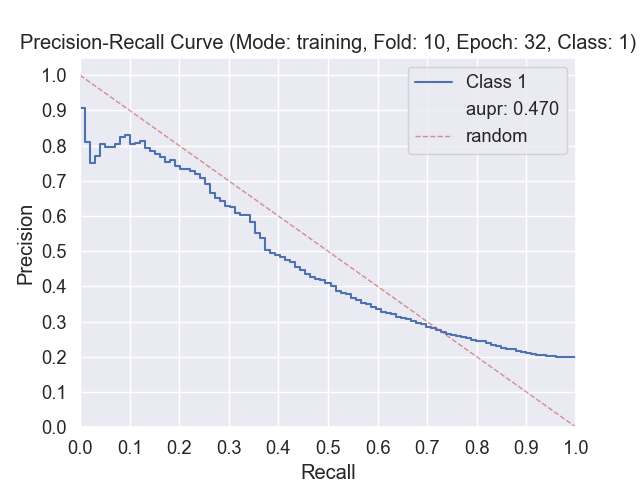 Precision-Recall Curve (Mode: training, Fold: 10, Epoch: 32, Class: 1)
Class 1
aupr: 0.470
random
Precision
1.0
0.9
0.8
0.7
0.6
0.5
0.4
0.3
0.2
0.1
0.0
0.0 0.1 0.2 0.3 0.4 0.5 0.6 0.7 0.8 0.9 1.0
Recall